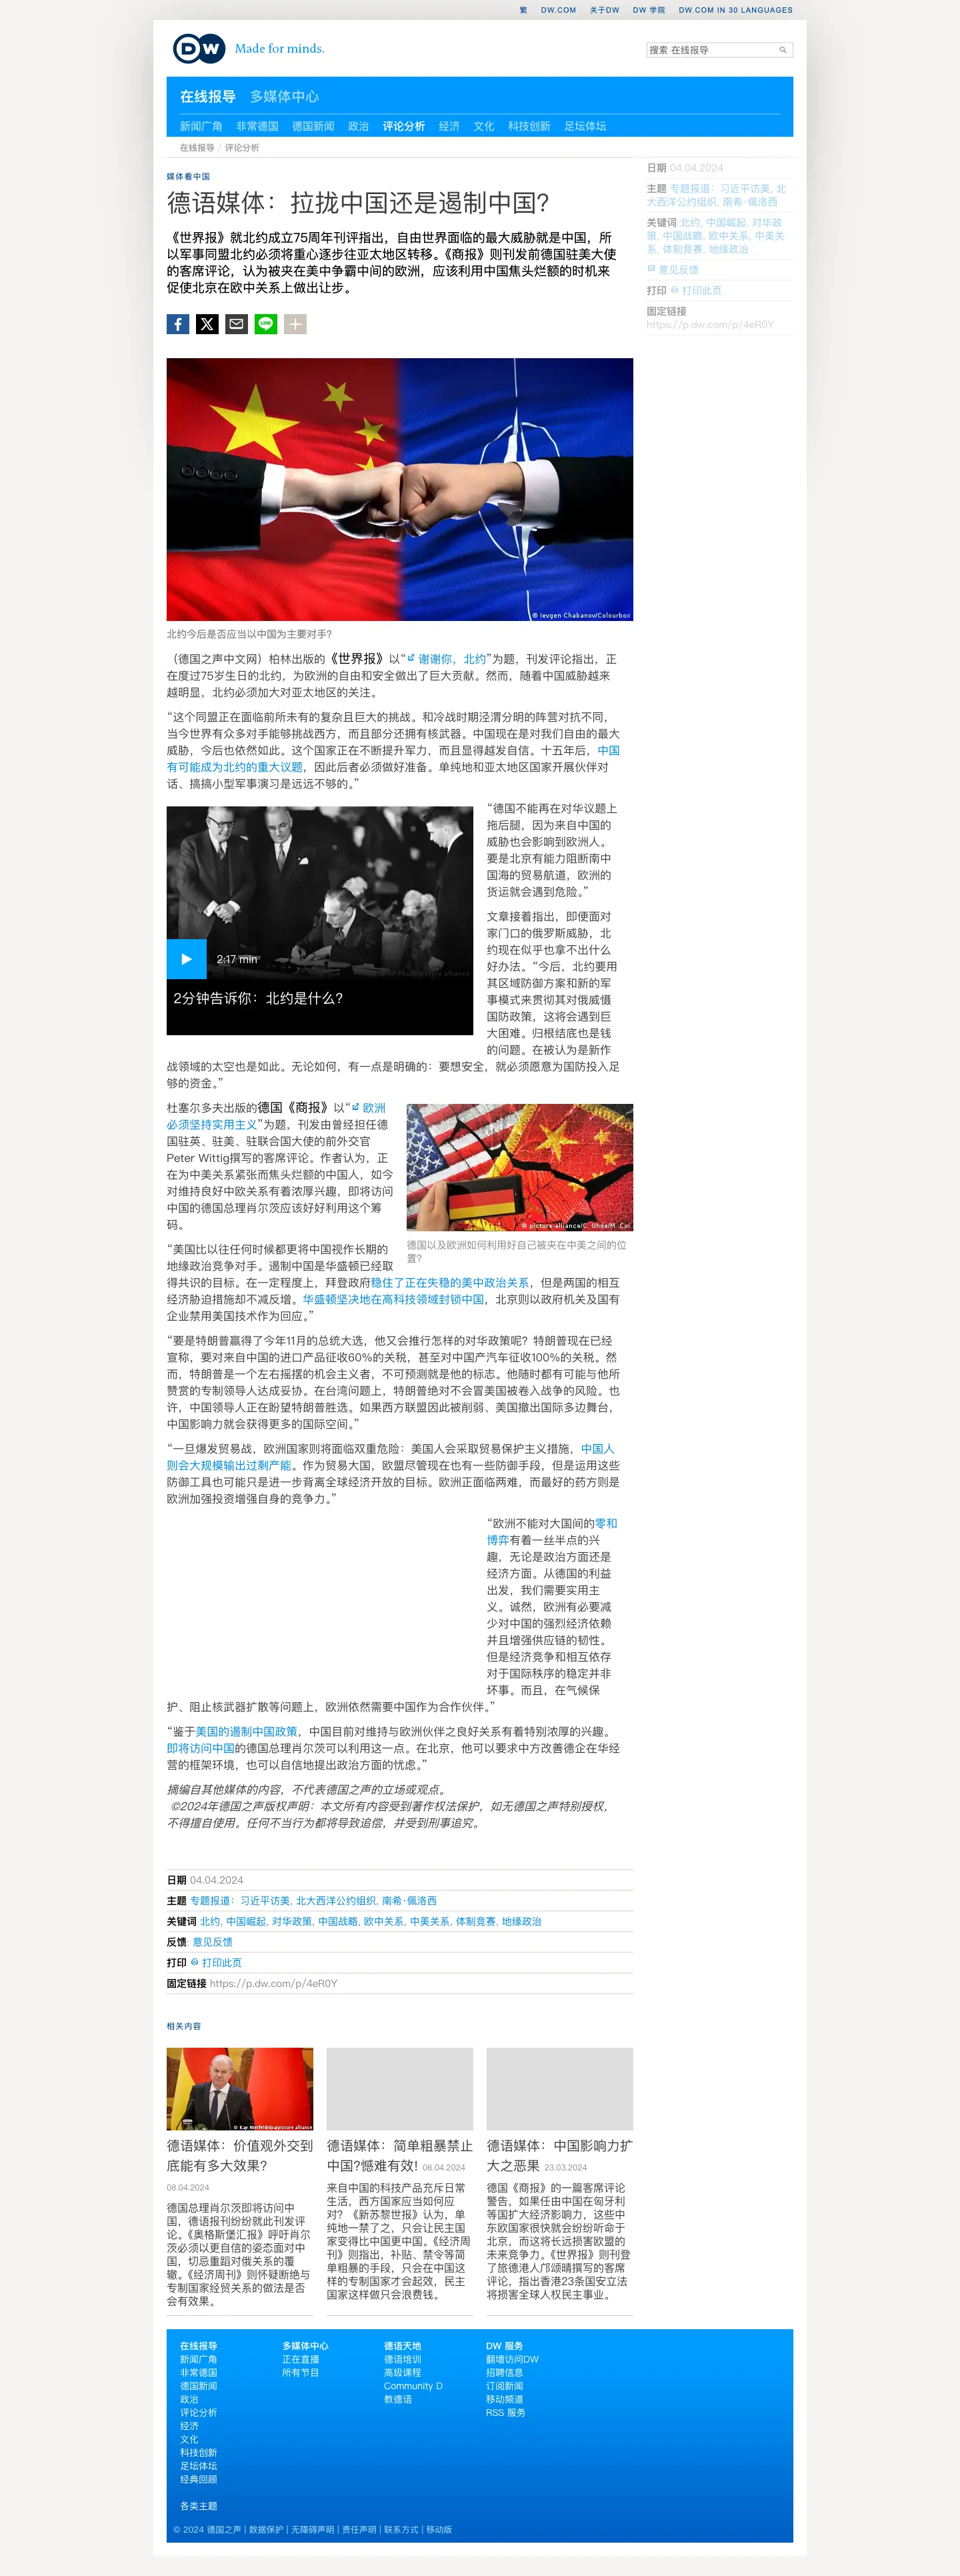 繁 DW.COM 关于DW DW 学院 DW.COM IN 30 LANGUAGES
DW Made for minds.
搜索 在线报导
在线报导 多媒体中心
新闻广角 非常德国 德国新闻 政治 评论分析 经济 文化 科技创新 足坛体坛
在线报导 / 评论分析
媒体看中国
德语媒体：拉拢中国还是遏制中国?
《世界报》就北约成立75周年刊评指出，自由世界面临的最大威胁就是中国，所
以军事同盟北约必须将重心逐步往亚太地区转移。《商报》则刊发前德国驻美大使
的客席评论，认为被夹在美中争霸中间的欧洲，应该利用中国焦头烂额的时机来
促使北京在欧中关系上做出让步。
日期 04.04.2024
主题 专题报道：习近平访美, 北
大西洋公约组织, 南希·佩洛西
关键词 北约, 中国崛起, 对华政
策, 中国战略, 欧中关系, 中美关
系, 体制竞赛, 地缘政治
意见反馈
打印 打印此页
固定链接
https://p.dw.com/p/4eR0Y
LINE
© Ievgen Chabanov/Colourbox
北约今后是否应当以中国为主要对手?
（德国之声中文网）柏林出版的《世界报》以“谢谢你，北约”为题，刊发评论指出，正
在度过75岁生日的北约，为欧洲的自由和安全做出了巨大贡献。然而，随着中国威胁越来
越明显，北约必须加大对亚太地区的关注。
“这个同盟正在面临前所未有的复杂且巨大的挑战。和冷战时期泾渭分明的阵营对抗不同，
当今世界有众多对手能够挑战西方，而且部分还拥有核武器。中国现在是对我们自由的最大
威胁，今后也依然如此。这个国家正在不断提升军力，而且显得越发自信。十五年后，中国
有可能成为北约的重大议题，因此后者必须做好准备。单纯地和亚太地区国家开展伙伴对
话、搞搞小型军事演习是远远不够的。”
2:17 min
2分钟告诉你：北约是什么?
“德国不能再在对华议题上
拖后腿，因为来自中国的
威胁也会影响到欧洲人。
要是北京有能力阻断南中
国海的贸易航道，欧洲的
货运就会遇到危险。”
文章接着指出，即便面对
家门口的俄罗斯威胁，北
约现在似乎也拿不出什么
好办法。“今后，北约要用
其区域防御方案和新的军
事模式来贯彻其对俄威慑
国防政策，这将会遇到巨
大困难。归根结底也是钱
的问题。在被认为是新作
战领域的太空也是如此。无论如何，有一点是明确的：要想安全，就必须愿意为国防投入足
够的资金。”
杜塞尔多夫出版的德国《商报》以“欧洲
必须坚持实用主义”为题，刊发由曾经担任德
国驻英、驻美、驻联合国大使的前外交官
Peter Wittig撰写的客席评论。作者认为，正
在为中美关系紧张而焦头烂额的中国人，如今
对维持良好中欧关系有着浓厚兴趣，即将访问
中国的德国总理肖尔茨应该好好利用这个筹
码。
© picture-alliance/C. Ohde/M. Cui
德国以及欧洲如何利用好自己被夹在中美之间的位
置?
“美国比以往任何时候都更将中国视作长期的
地缘政治竞争对手。遏制中国是华盛顿已经取
得共识的目标。在一定程度上，拜登政府稳住了正在失稳的美中政治关系，但是两国的相互
经济胁迫措施却不减反增。华盛顿坚决地在高科技领域封锁中国，北京则以政府机关及国有
企业禁用美国技术作为回应。”
“要是特朗普赢得了今年11月的总统大选，他又会推行怎样的对华政策呢？特朗普现在已经
宣称，要对来自中国的进口产品征收60%的关税，甚至对中国产汽车征收100%的关税。然
而，特朗普是一个左右摇摆的机会主义者，不可预测就是他的标志。他随时都有可能与他所
赞赏的专制领导人达成妥协。在台湾问题上，特朗普绝对不会冒美国被卷入战争的风险。也
许，中国领导人正在盼望特朗普胜选。如果西方联盟因此被削弱、美国撤出国际多边舞台，
中国影响力就会获得更多的国际空间。”
“一旦爆发贸易战，欧洲国家则将面临双重危险：美国人会采取贸易保护主义措施，中国人
则会大规模输出过剩产能。作为贸易大国，欧盟尽管现在也有一些防御手段，但是运用这些
防御工具也可能只是进一步背离全球经济开放的目标。欧洲正面临两难，而最好的药方则是
欧洲加强投资增强自身的竞争力。”
“欧洲不能对大国间的零和
博弈有着一丝半点的兴
趣，无论是政治方面还是
经济方面。从德国的利益
出发，我们需要实用主
义。诚然，欧洲有必要减
少对中国的强烈经济依赖
并且增强供应链的韧性。
但是经济竞争和相互依存
对于国际秩序的稳定并非
坏事。而且，在气候保
护、阻止核武器扩散等问题上，欧洲依然需要中国作为合作伙伴。”
“鉴于美国的遏制中国政策，中国目前对维持与欧洲伙伴之良好关系有着特别浓厚的兴趣。
即将访问中国的德国总理肖尔茨可以利用这一点。在北京，他可以要求中方改善德企在华经
营的框架环境，也可以自信地提出政治方面的忧虑。”
摘编自其他媒体的内容，不代表德国之声的立场或观点。
©2024年德国之声版权声明：本文所有内容受到著作权法保护，如无德国之声特别授权，
不得擅自使用。任何不当行为都将导致追偿，并受到刑事追究。
日期 04.04.2024
主题 专题报道：习近平访美, 北大西洋公约组织, 南希·佩洛西
关键词 北约, 中国崛起, 对华政策, 中国战略, 欧中关系, 中美关系, 体制竞赛, 地缘政治
反馈: 意见反馈
打印 打印此页
固定链接 https://p.dw.com/p/4eR0Y
相关内容
德语媒体：价值观外交到
底能有多大效果?
08.04.2024
德国总理肖尔茨即将访问中
国，德语报刊纷纷就此刊发评
论。《奥格斯堡汇报》呼吁肖尔
茨必须以更自信的姿态面对中
国，切忌重蹈对俄关系的覆
辙。《经济周刊》则怀疑断绝与
专制国家经贸关系的做法是否
会有效果。
德语媒体：简单粗暴禁止
中国?憾难有效! 06.04.2024
来自中国的科技产品充斥日常
生活，西方国家应当如何应
对？《新苏黎世报》认为，单
纯地一禁了之，只会让民主国
家变得比中国更中国。《经济周
刊》则指出，补贴、禁令等简
单粗暴的手段，只会在中国这
样的专制国家才会起效，民主
国家这样做只会浪费钱。
德语媒体：中国影响力扩
大之恶果 23.03.2024
德国《商报》的一篇客席评论
警告，如果任由中国在匈牙利
等国扩大经济影响力，这些中
东欧国家很快就会纷纷听命于
北京，而这将长远损害欧盟的
未来竞争力。《世界报》则刊登
了旅德港人邝颂晴撰写的客席
评论，指出香港23条国安立法
将损害全球人权民主事业。
在线报导
新闻广角
非常德国
德国新闻
政治
评论分析
经济
文化
科技创新
足坛体坛
经典回顾
各类主题
多媒体中心
正在直播
所有节目
德语天地
德语培训
高级课程
Community D
教德语
DW 服务
翻墙访问DW
招聘信息
订阅新闻
移动频道
RSS 服务
© 2024 德国之声 | 数据保护 | 无障碍声明 | 责任声明 | 联系方式 | 移动版